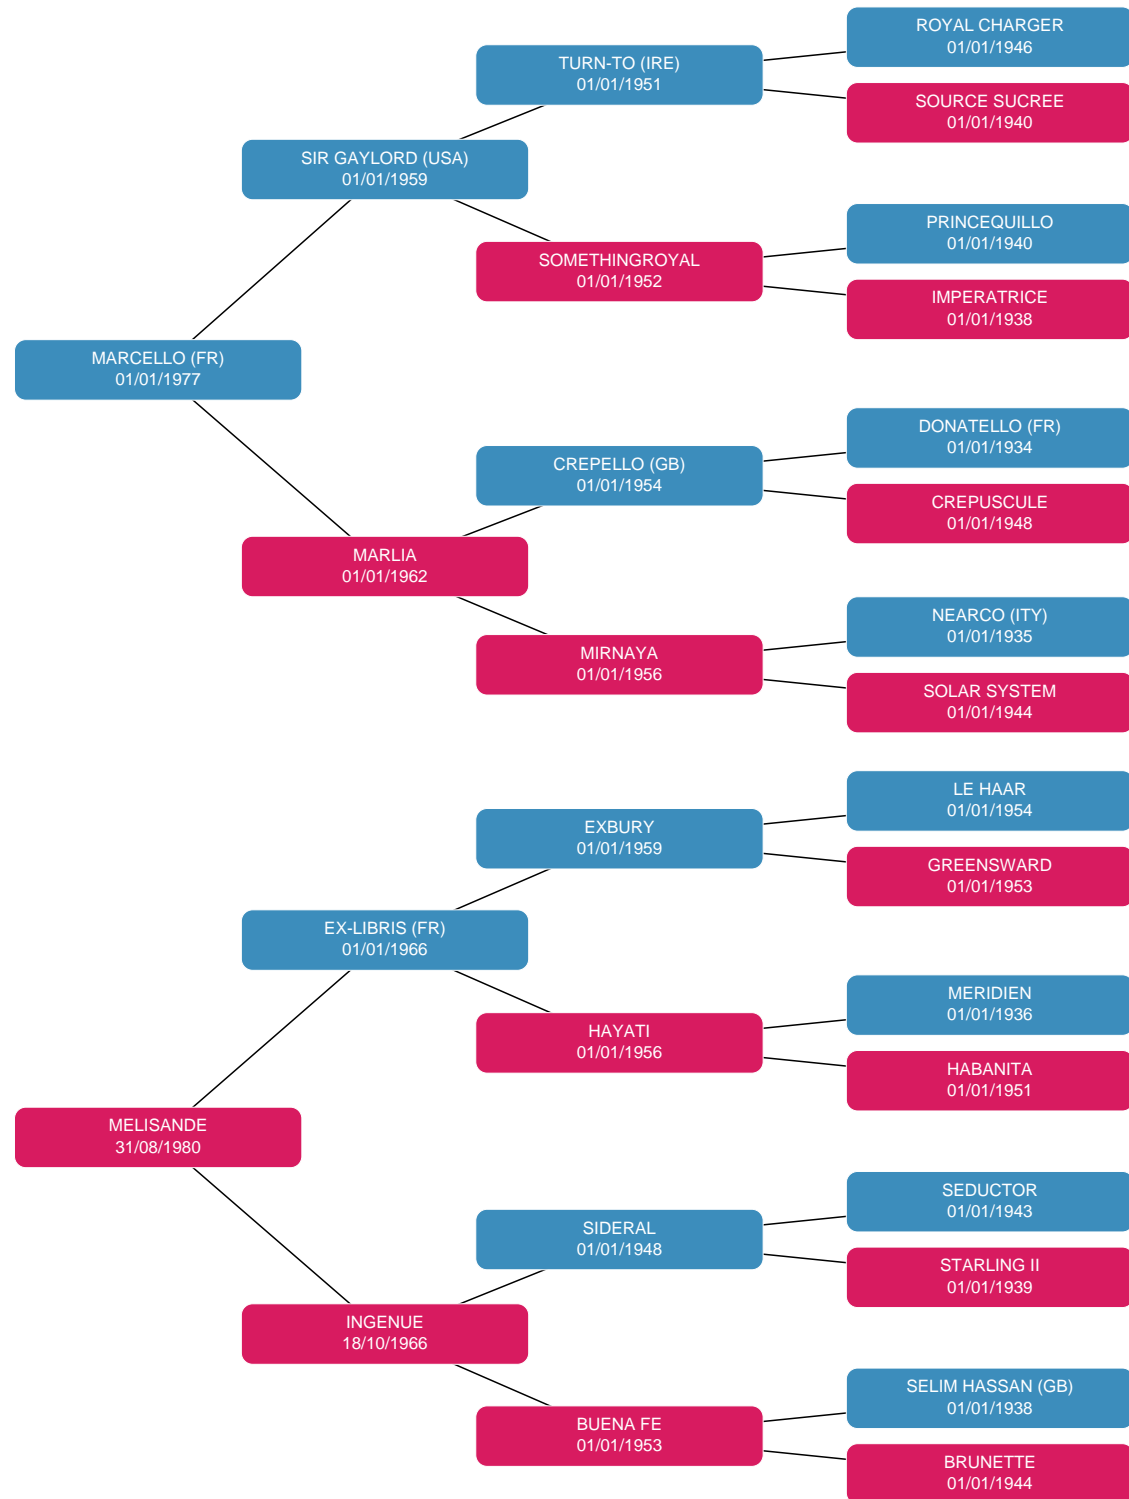 ROYAL CHARGER
01/01/1946
TURN-TO (IRE)
01/01/1951
SOURCE SUCREE
01/01/1940
SIR GAYLORD (USA)
01/01/1959
PRINCEQUILLO
01/01/1940
SOMETHINGROYAL
01/01/1952
IMPERATRICE
01/01/1938
MARCELLO (FR)
01/01/1977
DONATELLO (FR)
01/01/1934
CREPELLO (GB)
01/01/1954
CREPUSCULE
01/01/1948
MARLIA
01/01/1962
NEARCO (ITY)
01/01/1935
MIRNAYA
01/01/1956
SOLAR SYSTEM
01/01/1944
LE HAAR
01/01/1954
EXBURY
01/01/1959
GREENSWARD
01/01/1953
EX-LIBRIS (FR)
01/01/1966
MERIDIEN
01/01/1936
HAYATI
01/01/1956
HABANITA
01/01/1951
MELISANDE
31/08/1980
SEDUCTOR
01/01/1943
SIDERAL
01/01/1948
STARLING II
01/01/1939
INGENUE
18/10/1966
SELIM HASSAN (GB)
01/01/1938
BUENA FE
01/01/1953
BRUNETTE
01/01/1944